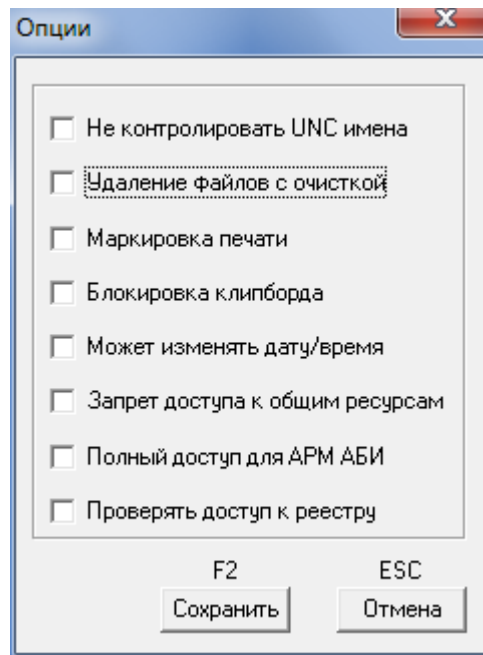 Опции
Не контролировать UNC имена
Удаление файлов с очисткой
Маркировка печати
Блокировка клипборда
Может изменять дату/время
Запрет доступа к общим ресурсам
Полный доступ для АРМ АБИ
Проверять доступ к реестру
F2 ESC
Сохранить Отмена